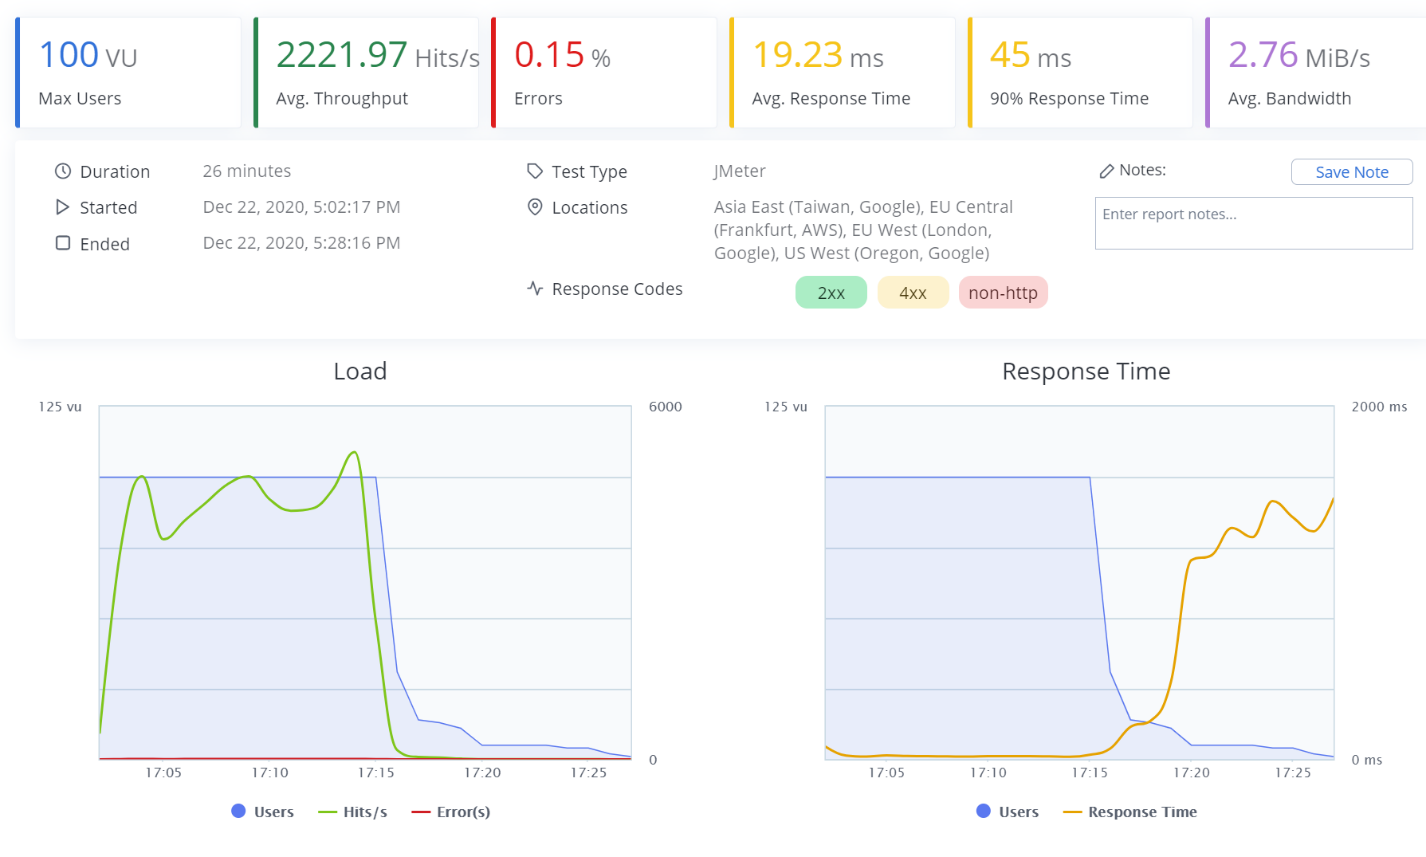 100 VU
Max Users
2221.97 Hits/s
Avg. Throughput
0.15 %
Errors
19.23 ms
Avg. Response Time
45 ms
90% Response Time
2.76 MiB/s
Avg. Bandwidth
Duration 26 minutes
Started Dec 22, 2020, 5:02:17 PM
Ended Dec 22, 2020, 5:28:16 PM
Test Type JMeter
Locations Asia East (Taiwan, Google), EU Central
(Frankfurt, AWS), EU West (London,
Google), US West (Oregon, Google)
Response Codes 2xx 4xx non-http
Notes: Save Note
Enter report notes...
Load
125 vu 6000
0
17:05 17:10 17:15 17:20 17:25
Users Hits/s Error(s)
Response Time
125 vu 2000 ms
0 ms
17:05 17:10 17:15 17:20 17:25
Users Response Time